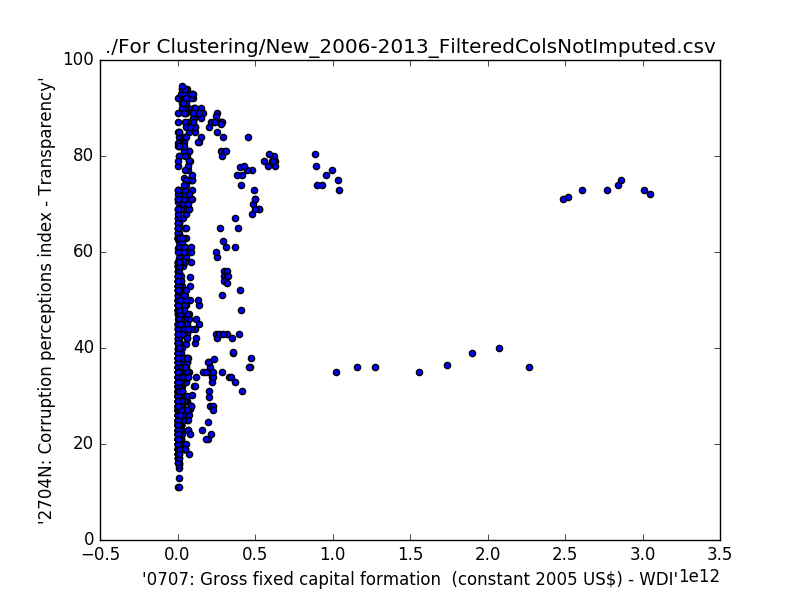 ./For Clustering/New_2006-2013_FilteredColsNotImputed.csv
100
80
60
40
20
0
'2704N: Corruption perceptions index - Transparency'
−0.5 0.0 0.5 1.0 1.5 2.0 2.5 3.0 3.5
1e12
'0707: Gross fixed capital formation  (constant 2005 US$) - WDI'